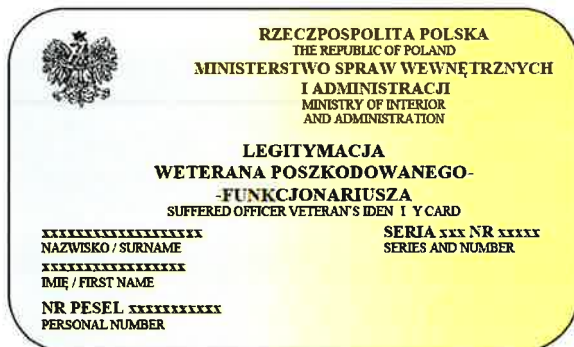 RZECZPOSPOLITA POLSKA
THE REPUBLIC OF POLAND
MINISTERSTWO SPRAW WEWNĘTRZNYCH
I ADMINISTRACJI
MINISTRY OF INTERIOR
AND ADMINISTRATION
LEGITYMACJA
WETERANA POSZKODOWANEGO-
-FUNKCJONARIUSZA
SUFFERED OFFICER VETERAN'S IDEN I Y CARD
xxxxxxxxxxxxxxxxxxx SERIA xxx NR xxxxx
NAZWISKO / SURNAME SERIES AND NUMBER
xxxxxxxxxxxxxxxxx
IMIĘ / FIRST NAME
NR PESEL xxxxxxxxxxx
PERSONAL NUMBER